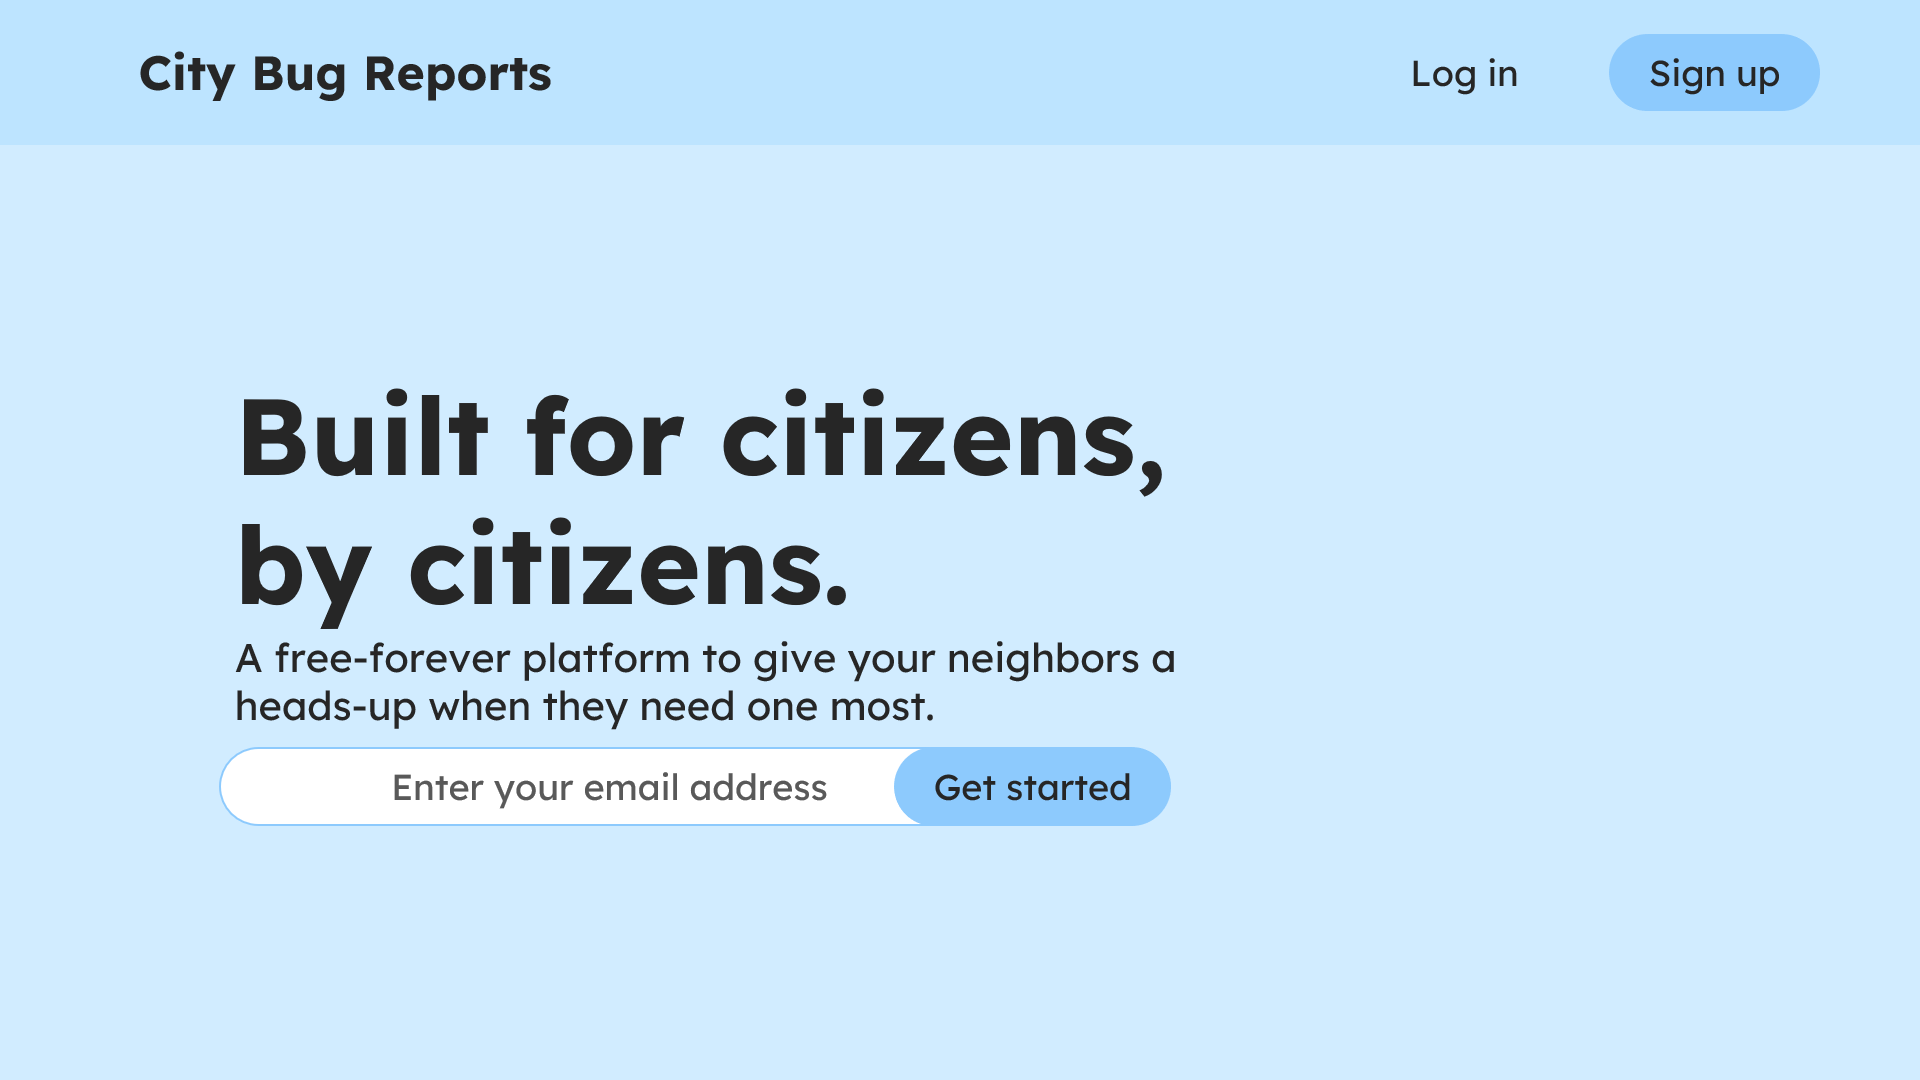 City Bug Reports
Log in
Sign up
Built for citizens,
by citizens.
A free-forever platform to give your neighbors a
heads-up when they need one most.
Enter your email address
Get started